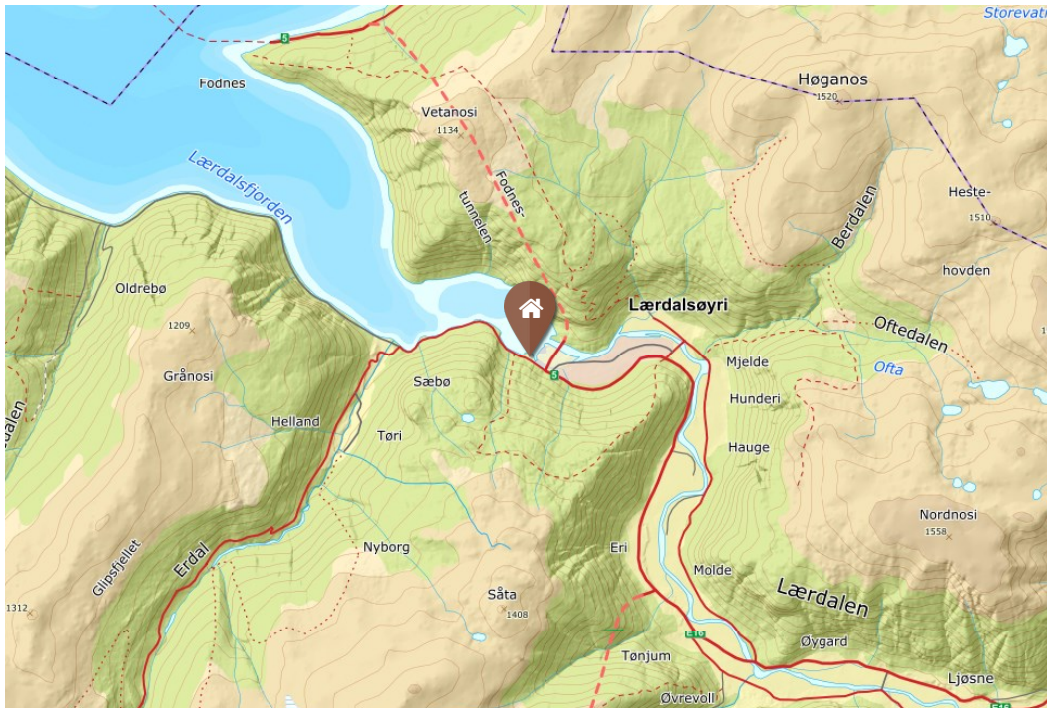 Storevatn
5
Fodnes
Høganos
1520
Vetanosi
1134
Lærdalsfjorden
Fodnes-
tunnelen
Berdalen
Heste-
1510
hovden
Oldrebø
Lærdalsøyri
1209
Oftedalen
Grånosi
Sæbø
5
Mjelde
Ofta
Hunderi
Helland
Tøri
Hauge
dalen
Nordnosi
1558
Nyborg
Eri
Erdal
Glipsfjellet
Molde
Såta
1408
Lærdalen
1312
E16
Øygard
Tønjum
Ljøsne
Øvrevoll
E16